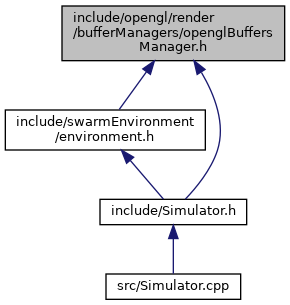 include/opengl/render
/bufferManagers/openglBuffers
Manager.h
include/swarmEnvironment
/environment.h
include/Simulator.h
src/Simulator.cpp